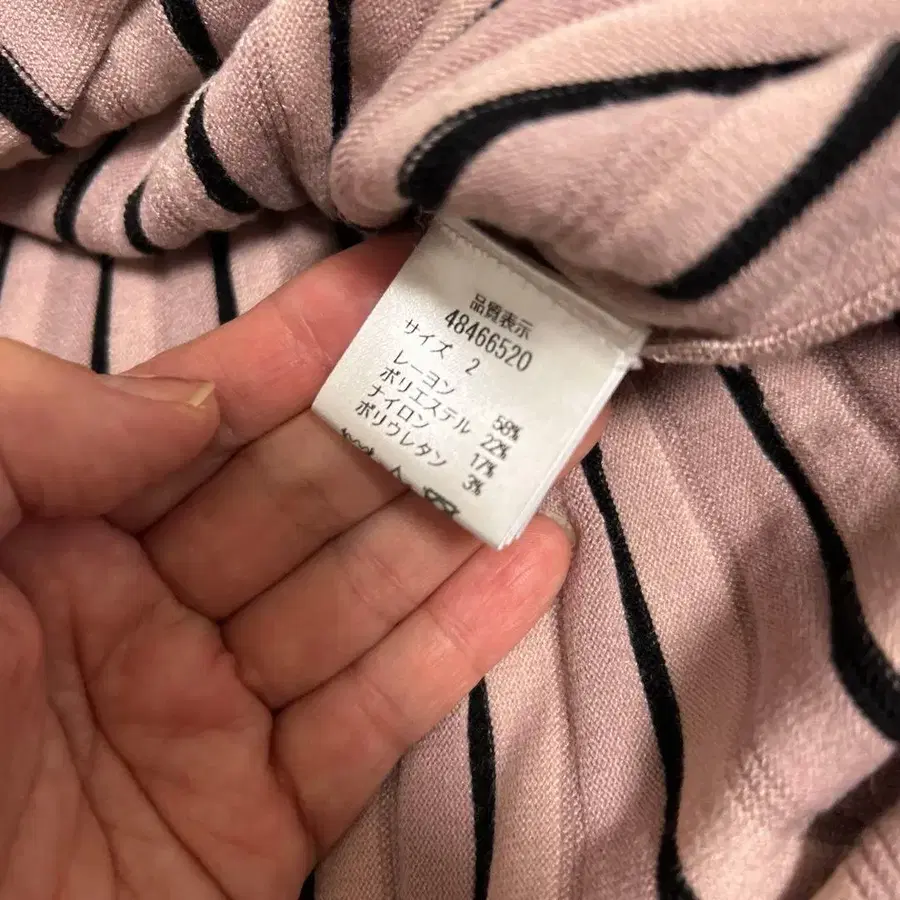 品質表示
48466520
サイズ 2
レーヨン 58%
ポリエステル 22%
ナイロン 17%
ポリウレタン 3%